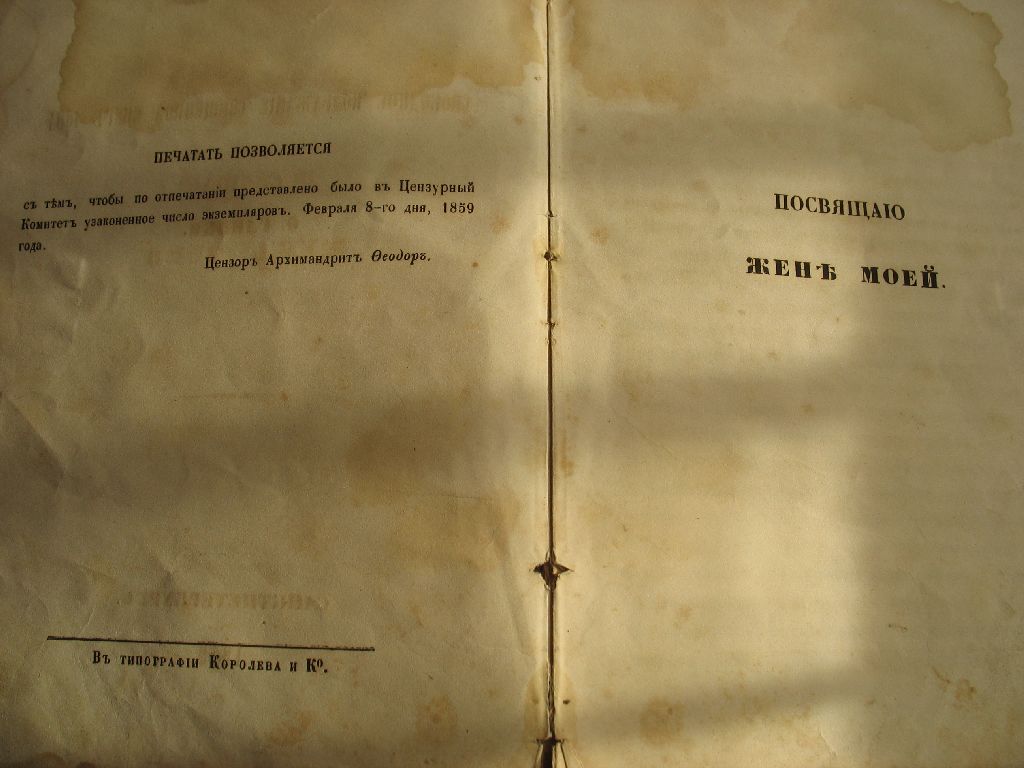 ПЕЧАТАТЬ ПОЗВОЛЯЕТСЯ
съ тѣмъ, чтобы по отпечатаніи представлено было въ Цензурный
Комитетъ узаконенное число экземпляровъ. Февраля 8-го дня, 1859
года.
Цензоръ Архимандритъ Ѳеодоръ.
Въ типографіи Королева и Ко.
ПОСВЯЩАЮ
ЖЕНѢ МОЕЙ.